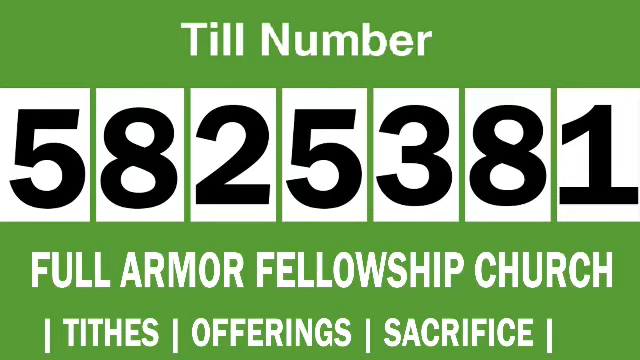 Till Number
5825381
FULL ARMOR FELLOWSHIP CHURCH
| TITHES | OFFERINGS | SACRIFICE |